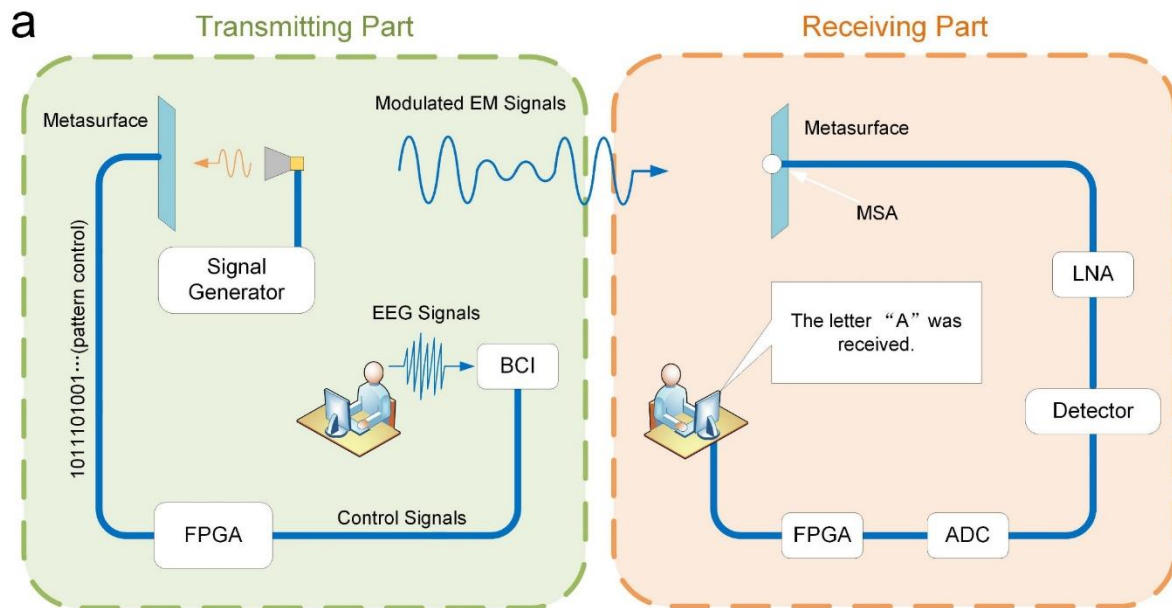 a
Transmitting Part
Receiving Part
Modulated EM Signals
Metasurface
Metasurface
MSA
Signal
Generator
LNA
EEG Signals
BCI
The letter “A” was
received.
Detector
1011101001···(pattern control)
FPGA
Control Signals
FPGA
ADC